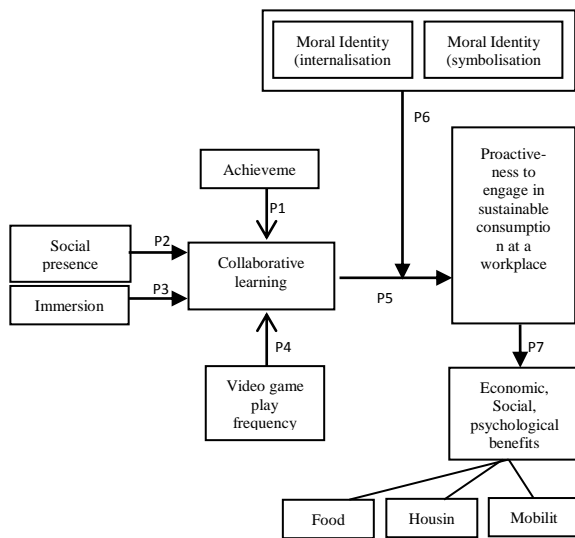 Moral Identity
(internalisation
Moral Identity
(symbolisation
P6
Proactive-
ness to
engage in
sustainable
consumptio
n at a
workplace
Achieveme
P1
P2
Social
presence
Collaborative
learning
P3
Immersion
P5
P4
P7
Video game
play
frequency
Economic,
Social,
psychological
benefits
Food
Housin
Mobilit